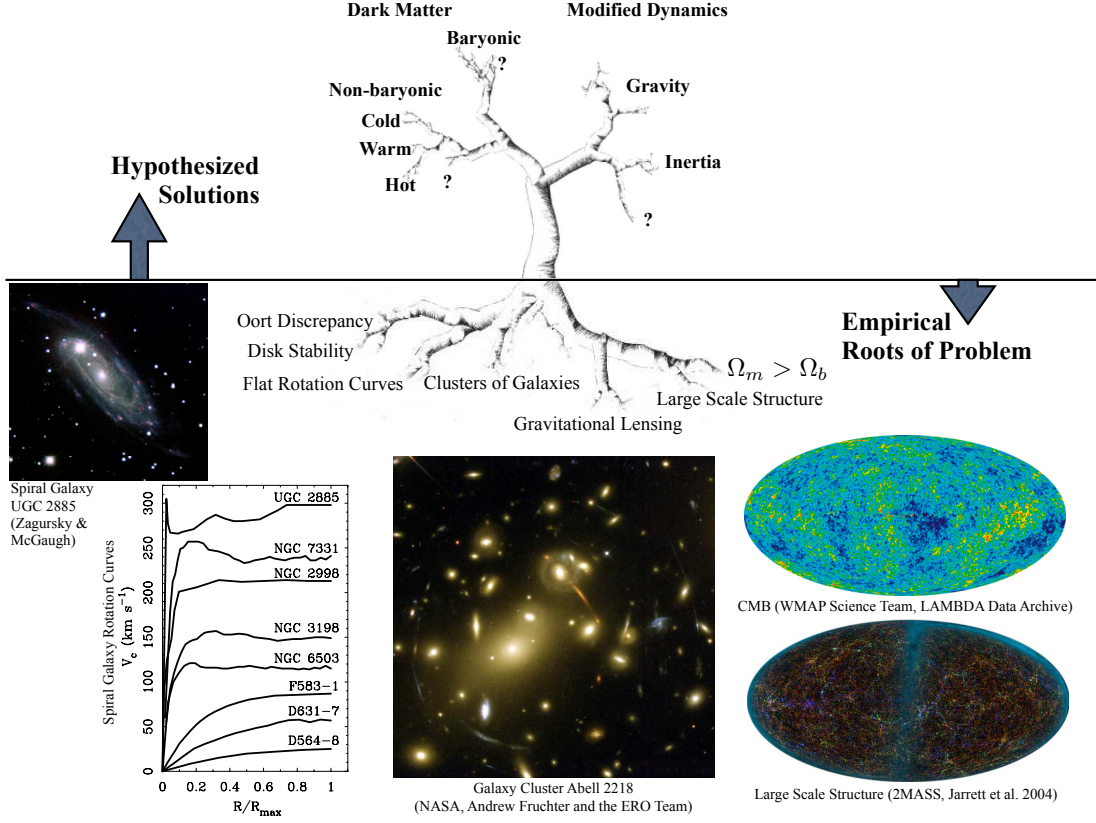 Dark Matter
Modified Dynamics
Baryonic
?
Non-baryonic
Gravity
Cold
Warm
Inertia
Hot
?
?
Hypothesized
Solutions
Oort Discrepancy
Disk Stability
Flat Rotation Curves
Clusters of Galaxies
Gravitational Lensing
Large Scale Structure
Ωm > Ωb
Empirical
Roots of Problem
Spiral Galaxy
UGC 2885
(Zagursky &
McGaugh)
Spiral Galaxy Rotation Curves
V_c (km s⁻¹)
300
250
200
150
100
50
0
UGC 2885
NGC 7331
NGC 2998
NGC 3198
NGC 6503
F583-1
D631-7
D564-8
0 0.2 0.4 0.6 0.8 1
R/R_max
Galaxy Cluster Abell 2218
(NASA, Andrew Fruchter and the ERO Team)
CMB (WMAP Science Team, LAMBDA Data Archive)
Large Scale Structure (2MASS, Jarrett et al. 2004)